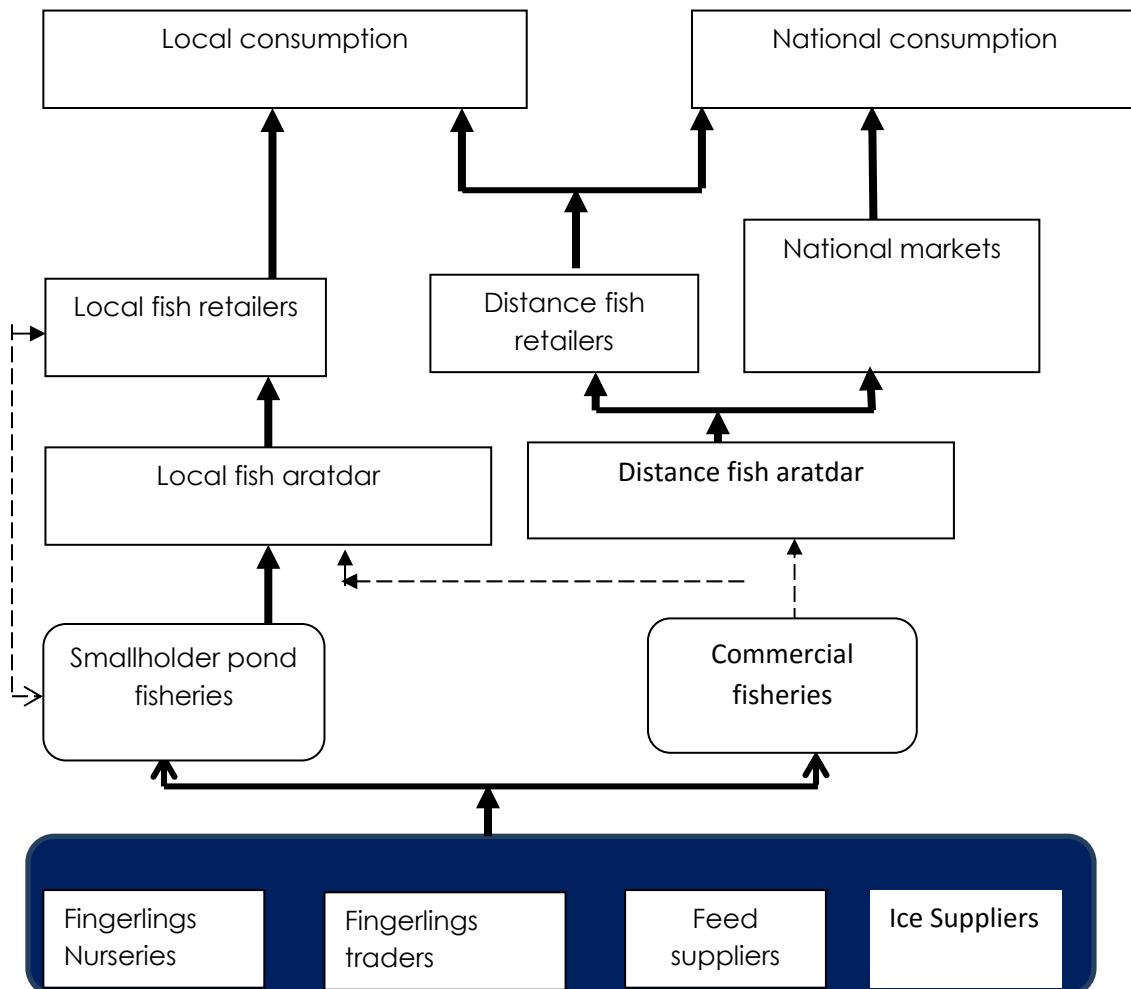 Local consumption
National consumption
National markets
Local fish retailers
Distance fish
retailers
Local fish aratdar
Distance fish aratdar
Smallholder pond
fisheries
Commercial
fisheries
Fingerlings
Nurseries
Fingerlings
traders
Feed
suppliers
Ice Suppliers